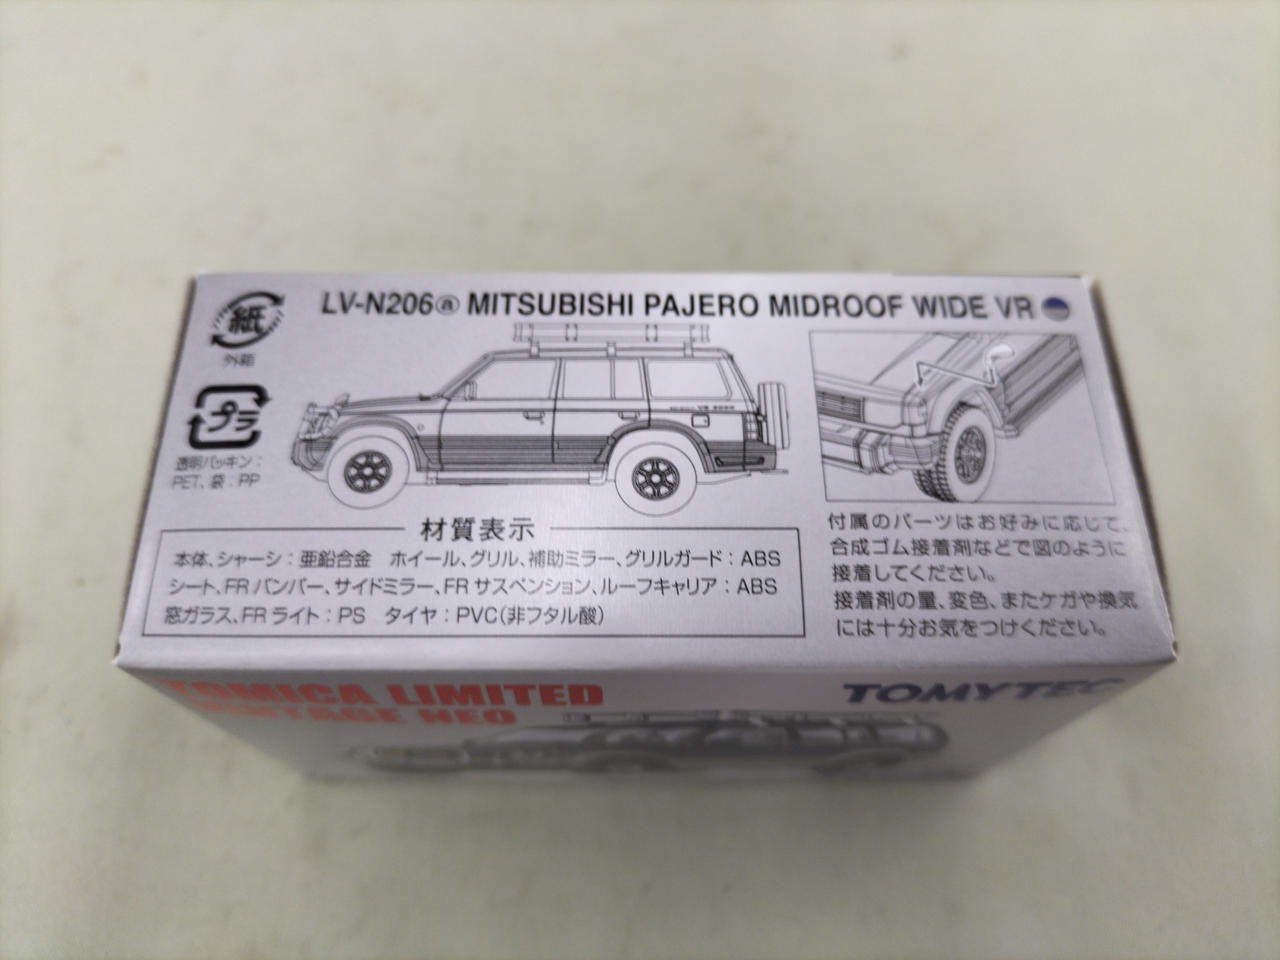 LV-N206ⓐ MITSUBISHI PAJERO MIDROOF WIDE VR
紙
外箱
プラ
透明パッキン：
PET、袋：PP
材質表示
本体、シャーシ：亜鉛合金　ホイール、グリル、補助ミラー、グリルガード：ABS
シート、FRバンパー、サイドミラー、FRサスペンション、ルーフキャリア：ABS
窓ガラス、FRライト：PS　タイヤ：PVC(非フタル酸)
付属のパーツはお好みに応じて、
合成ゴム接着剤などで図のように
接着してください。
接着剤の量、変色、またケガや換気
には十分お気をつけください。
TOMICA LIMITED
VINTAGE NEO
TOMYTEC